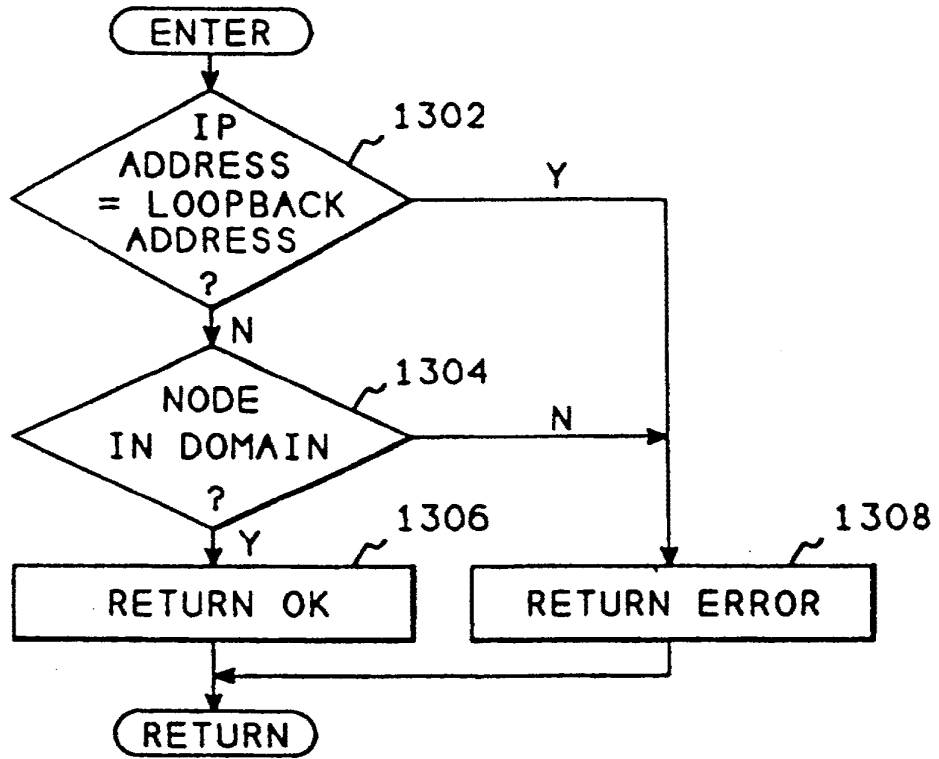 ENTER
1302
IP
ADDRESS
= LOOPBACK
ADDRESS
?
Y
N
1304
NODE
IN DOMAIN
?
N
Y
1306
RETURN OK
1308
RETURN ERROR
RETURN